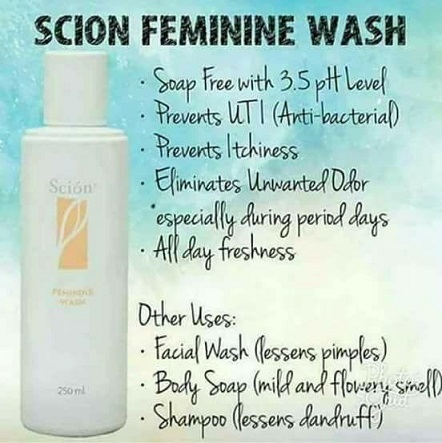 SCION FEMININE WASH
· Soap Free with 3.5 pH Level
· Prevents UTI (Anti-bacterial)
· Prevents Itchiness
· Eliminates Unwanted Odor
*especially during period days
· All day freshness
Scion
FEMININE
WASH
250 ml
Other Uses:
· Facial Wash (lessens pimples)
· Body Soap (mild and flowery smell)
· Shampoo (lessens dandruff)